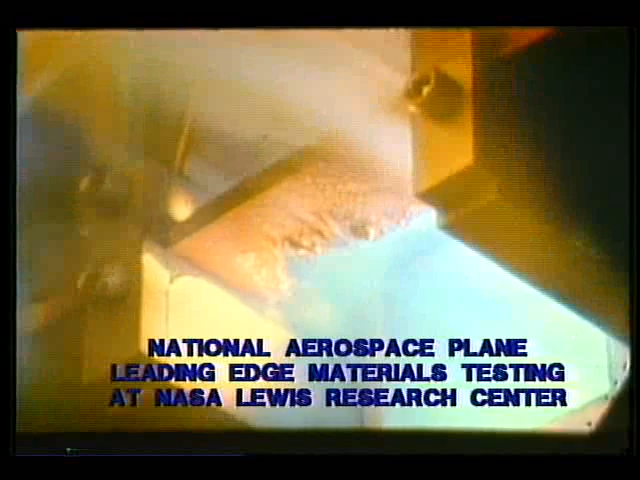 NATIONAL AEROSPACE PLANE
LEADING EDGE MATERIALS TESTING
AT NASA LEWIS RESEARCH CENTER